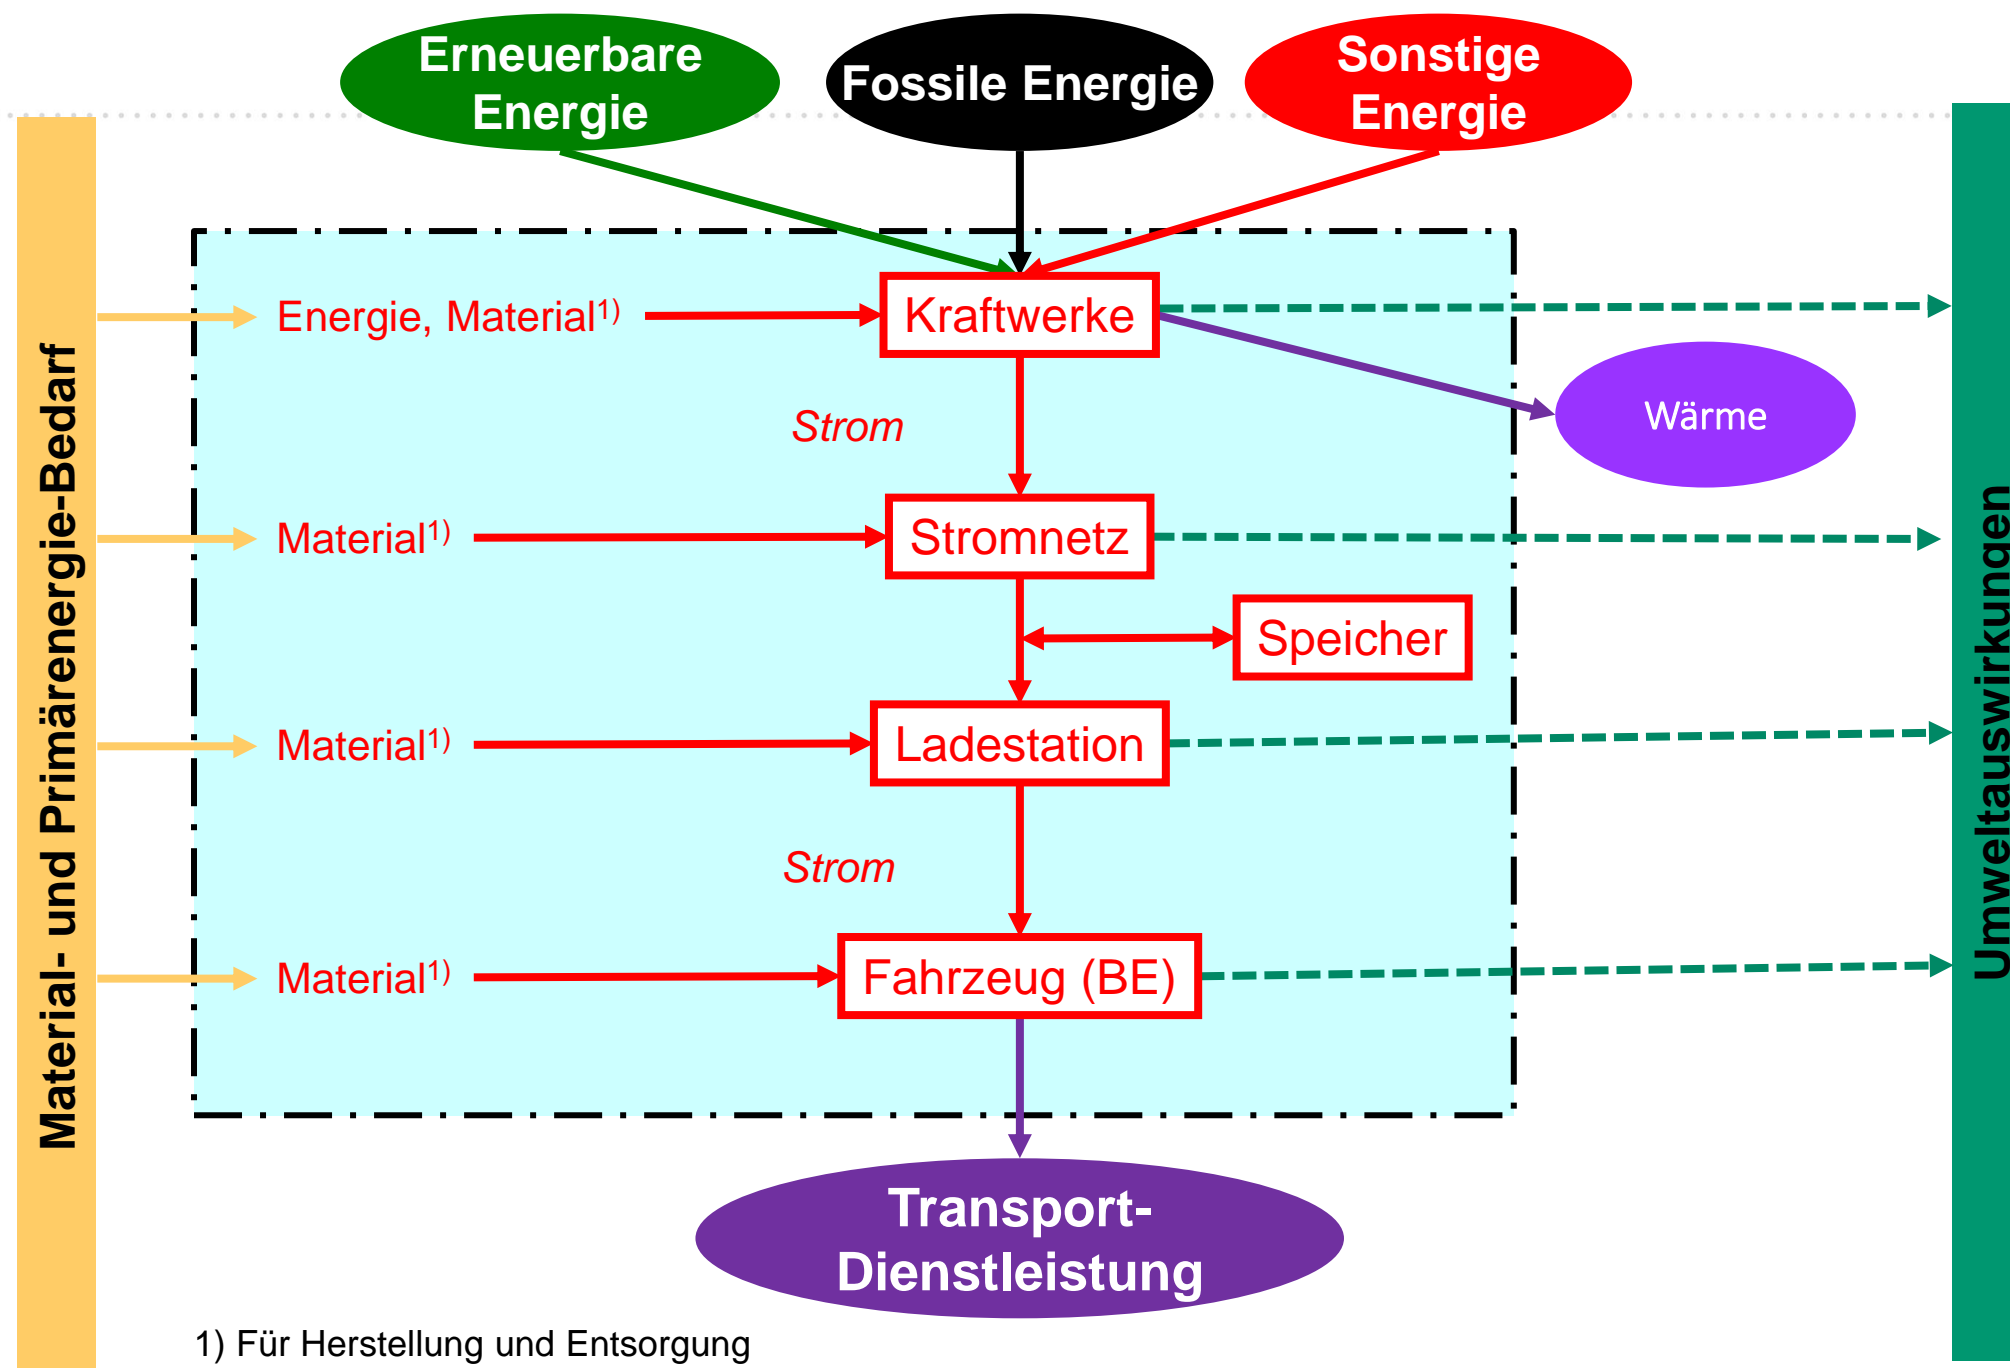 Erneuerbare
Energie
Fossile Energie
Sonstige
Energie
Material- und Primärenergie-Bedarf
Energie, Material1)
Kraftwerke
Wärme
Strom
Material1)
Stromnetz
Speicher
Material1)
Ladestation
Strom
Material1)
Fahrzeug (BE)
Umweltauswirkungen
Transport-
Dienstleistung
1) Für Herstellung und Entsorgung